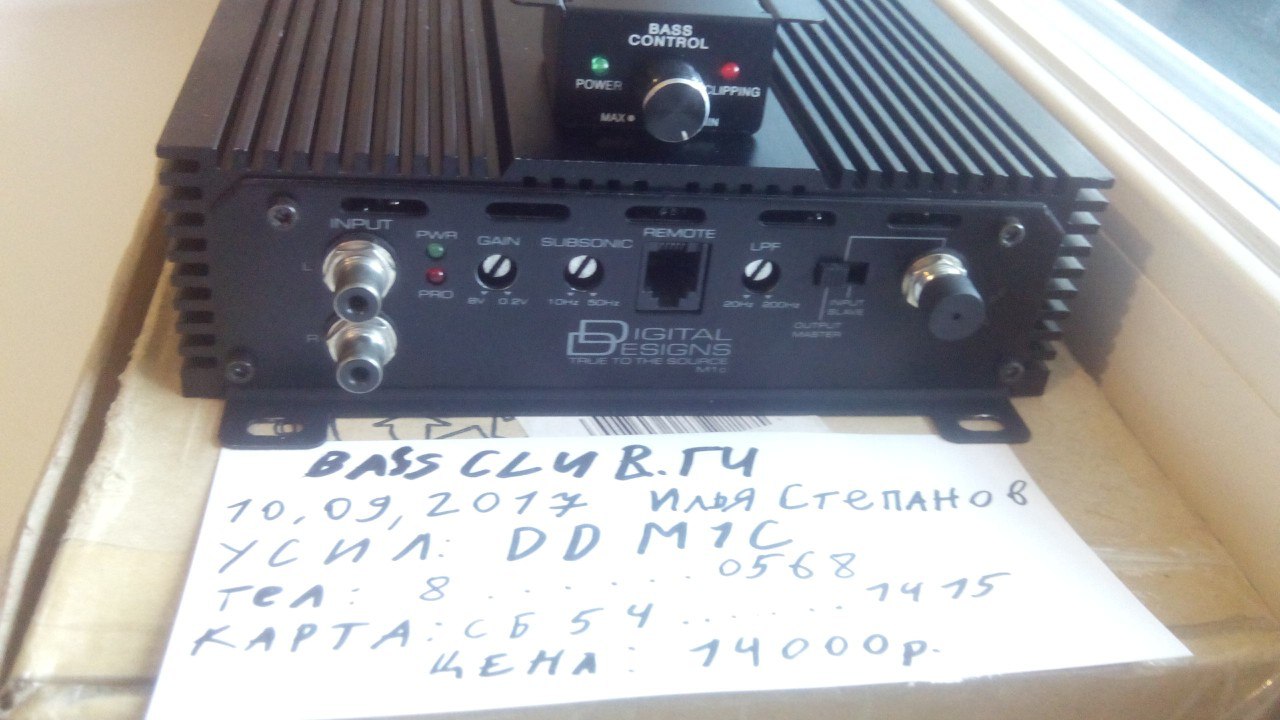 BASS
CONTROL
POWER
CLIPPING
MAX
INPUT
L
R
PWR
PRO
GAIN
8V 0.2V
SUBSONIC
10Hz 50Hz
REMOTE
LPF
20Hz 200Hz
INPUT
SLAVE
OUTPUT
MASTER
DIGITAL
DESIGNS
TRUE TO THE SOURCE
M1c
BASSCLUB.ru
10,09,2017 Илья Степанов
УСИЛ: DD M1C
тел: 8 ...... 0568
КАРТА: СБ 54 ...... 1415
ЦЕНА: 14000р.